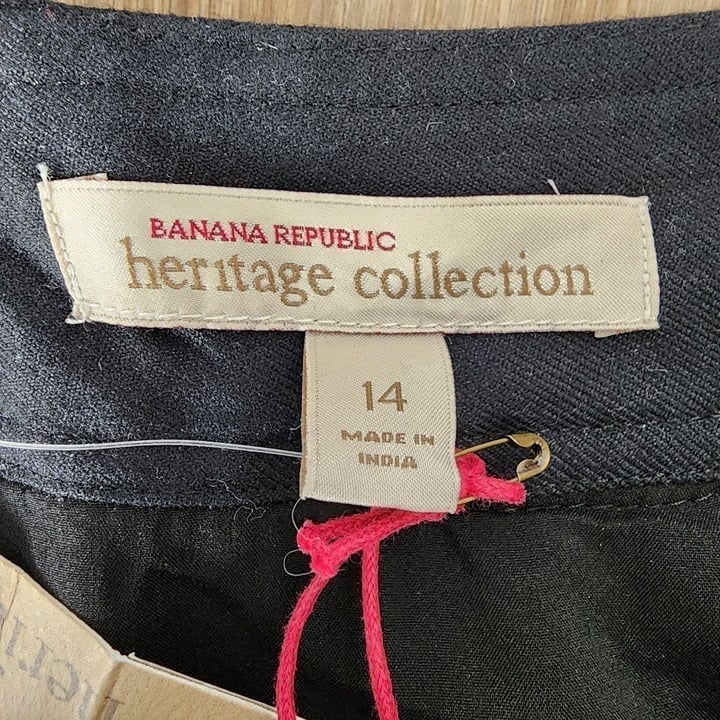 BANANA REPUBLIC
heritage collection
14
MADE IN
INDIA